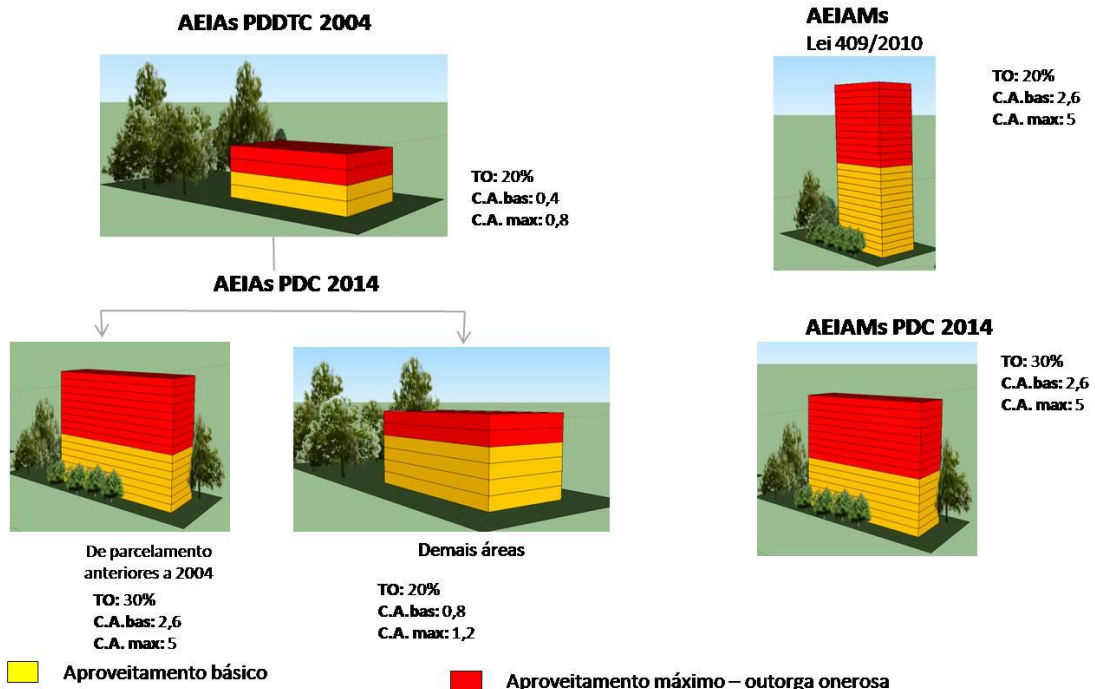 AEIAs PDDTC 2004
TO: 20%
C.A.bas: 0,4
C.A. max: 0,8
AEIAMs
Lei 409/2010
TO: 20%
C.A.bas: 2,6
C.A. max: 5
AEIAs PDC 2014
De parcelamento
anteriores a 2004
TO: 30%
C.A.bas: 2,6
C.A. max: 5
Demais áreas
TO: 20%
C.A.bas: 0,8
C.A. max: 1,2
AEIAMs PDC 2014
TO: 30%
C.A.bas: 2,6
C.A. max: 5
Aproveitamento básico
Aproveitamento máximo – outorga onerosa